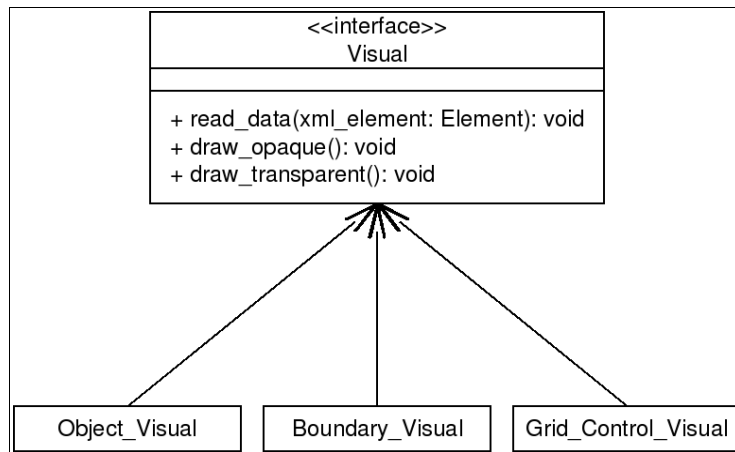 <<interface>>
Visual
+ read_data(xml_element: Element): void
+ draw_opaque(): void
+ draw_transparent(): void
Object_Visual
Boundary_Visual
Grid_Control_Visual